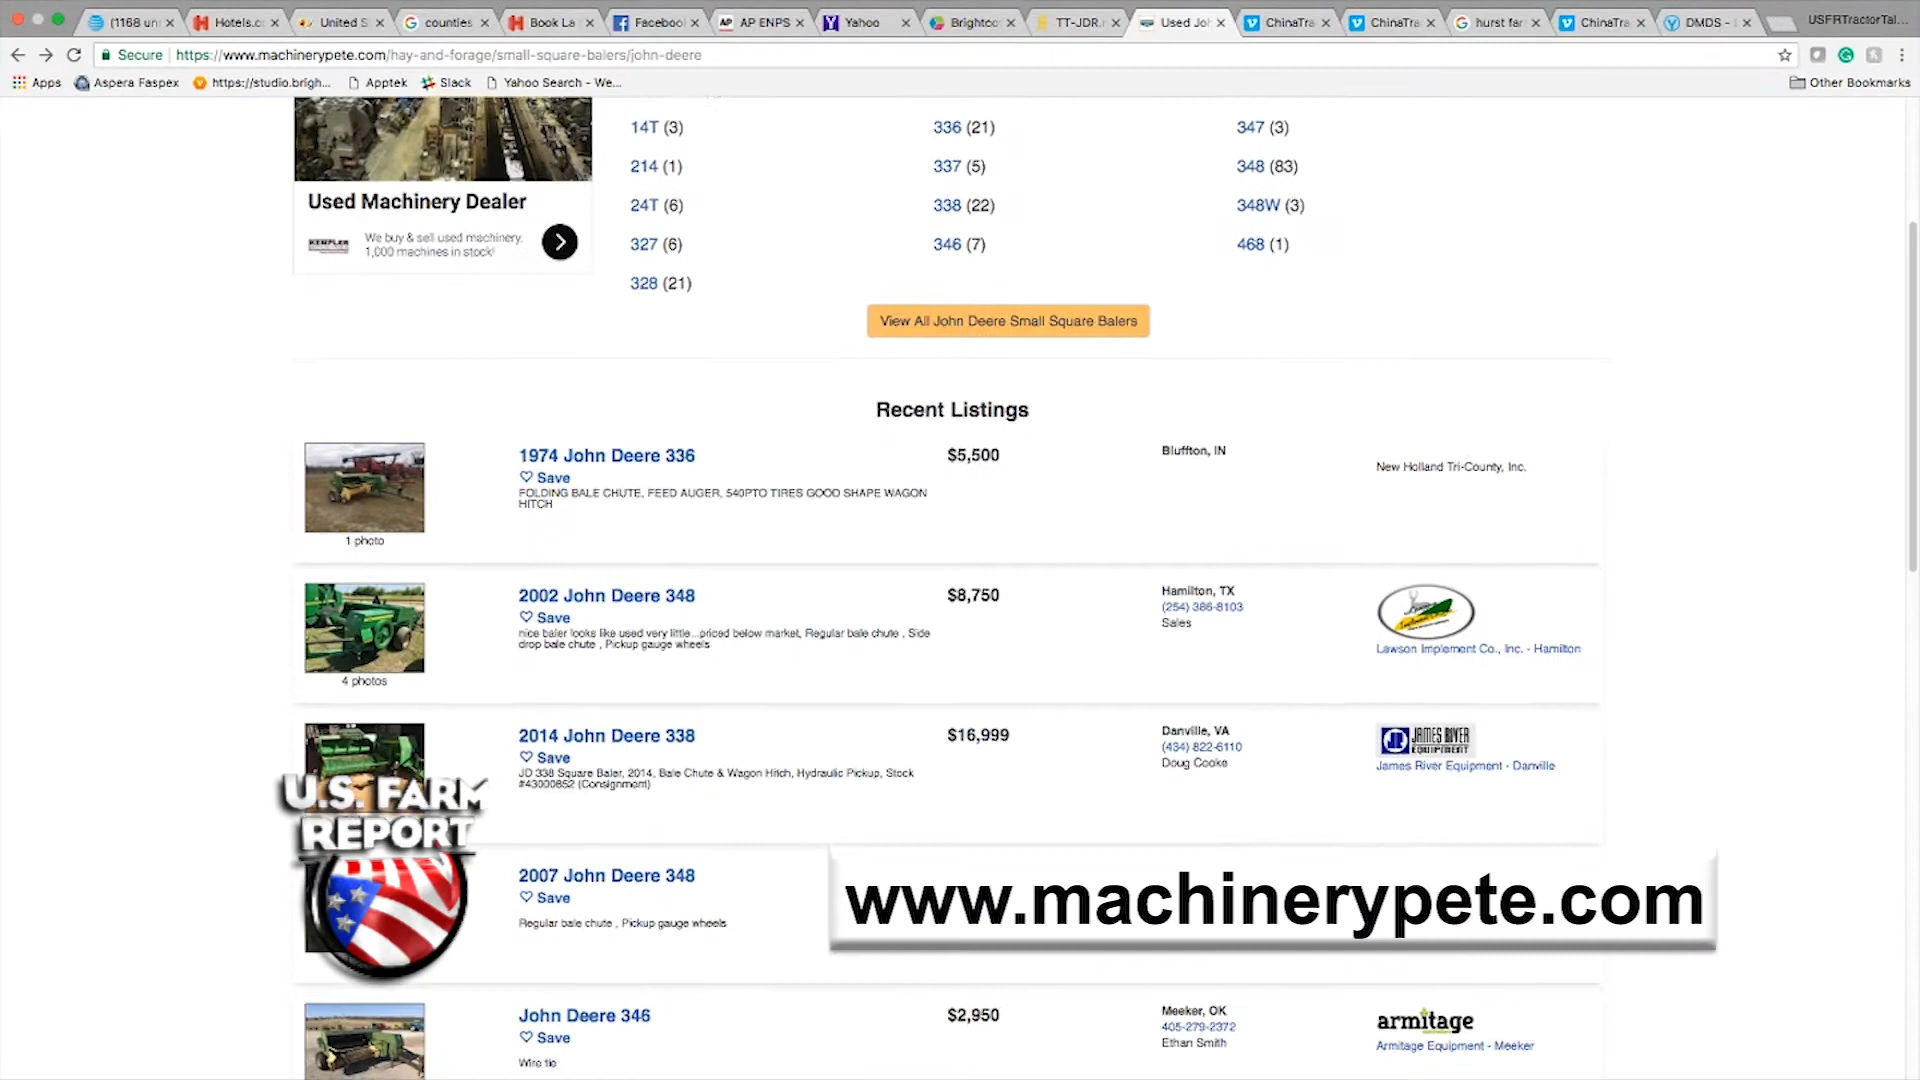 (1168 un
Hotels.c
United S
counties
Book La
Facebool
AP ENPS
Yahoo
Brightco
TT-JDR.
Used Joh
ChinaTra
ChinaTra
hurst far
ChinaTra
DMDS -
USFRTractorTal...
Secure https://www.machinerypete.com/hay-and-forage/small-square-balers/john-deere
Apps
Aspera Faspex
https://studio.brigh...
Apptek
Slack
Yahoo Search - We...
Other Bookmarks
14T (3)
336 (21)
347 (3)
214 (1)
337 (5)
348 (83)
24T (6)
338 (22)
348W (3)
327 (6)
346 (7)
468 (1)
328 (21)
Used Machinery Dealer
KEMPLER
We buy & sell used machinery.
1,000 machines in stock!
View All John Deere Small Square Balers
Recent Listings
1974 John Deere 336
Save
FOLDING BALE CHUTE, FEED AUGER, 540PTO TIRES GOOD SHAPE WAGON
HITCH
1 photo
$5,500
Bluffton, IN
New Holland Tri-County, Inc.
2002 John Deere 348
Save
nice baler looks like used very little...priced below market, Regular bale chute , Side
drop bale chute , Pickup gauge wheels
4 photos
$8,750
Hamilton, TX
(254) 386-8103
Sales
Lawson Implement Co., Inc. - Hamilton
2014 John Deere 338
Save
JD 338 Square Baler, 2014, Bale Chute & Wagon Hitch, Hydraulic Pickup, Stock
#43000652 (Consignment)
$16,999
Danville, VA
(434) 822-6110
Doug Cooke
JAMES RIVER
EQUIPMENT
James River Equipment - Danville
U.S. FARM
REPORT
2007 John Deere 348
Save
Regular bale chute , Pickup gauge wheels
www.machinerypete.com
John Deere 346
Save
Wire tie
$2,950
Meeker, OK
405-279-2372
Ethan Smith
armitage
Armitage Equipment - Meeker